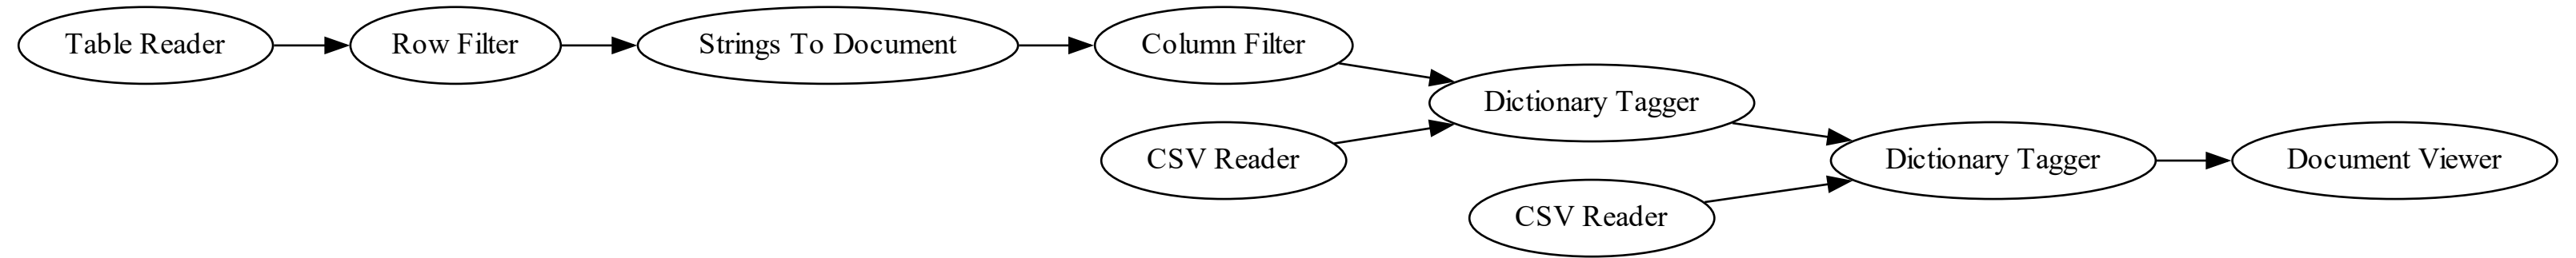 Table Reader
Row Filter
Strings To Document
Column Filter
Dictionary Tagger
CSV Reader
Dictionary Tagger
Document Viewer
CSV Reader